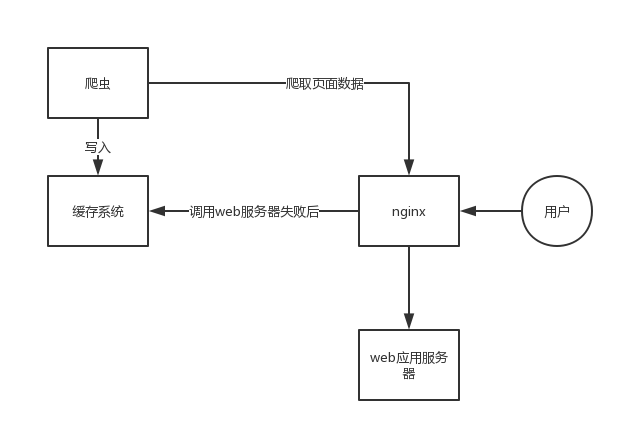 爬虫
爬取页面数据
写入
缓存系统
调用web服务器失败后
nginx
用户
web应用服务
器